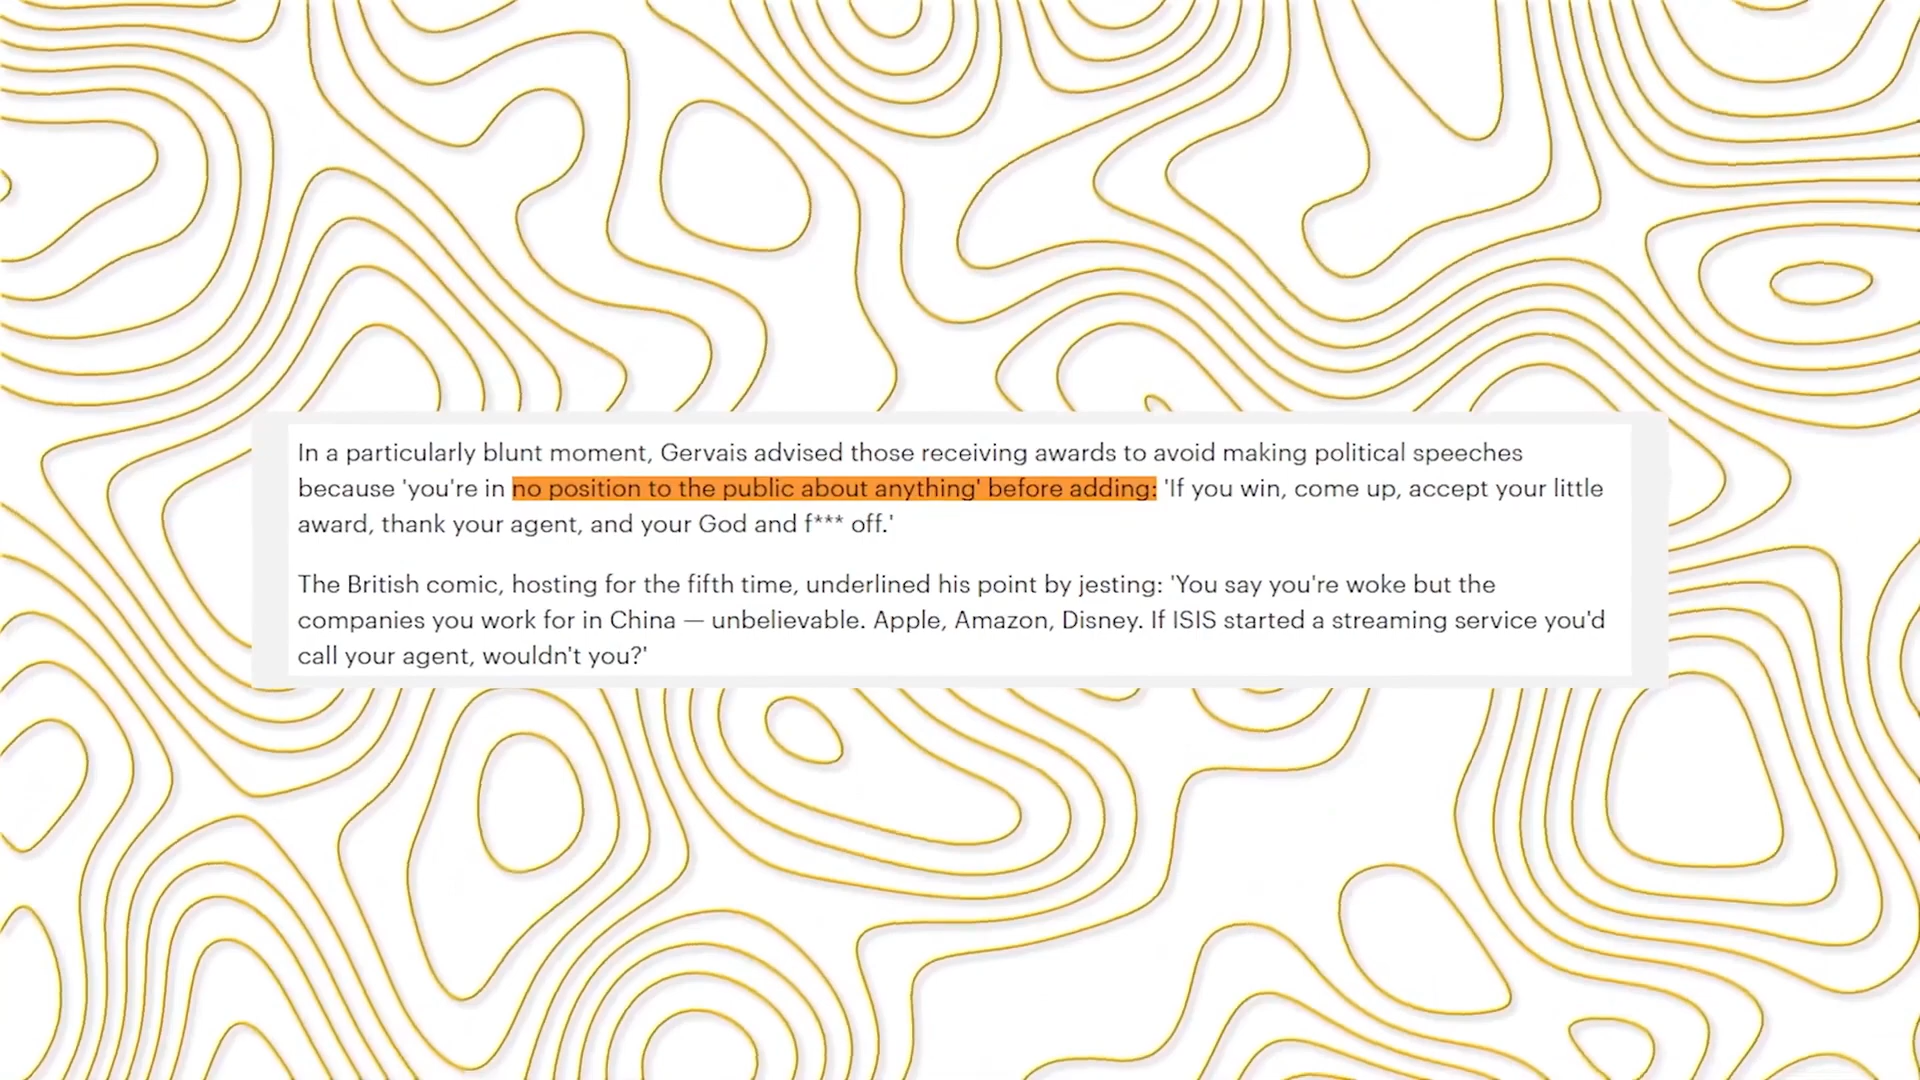 In a particularly blunt moment, Gervais advised those receiving awards to avoid making political speeches
because 'you're in no position to the public about anything' before adding: 'If you win, come up, accept your little
award, thank your agent, and your God and f*** off.'
The British comic, hosting for the fifth time, underlined his point by jesting: 'You say you're woke but the
companies you work for in China — unbelievable. Apple, Amazon, Disney. If ISIS started a streaming service you'd
call your agent, wouldn't you?'